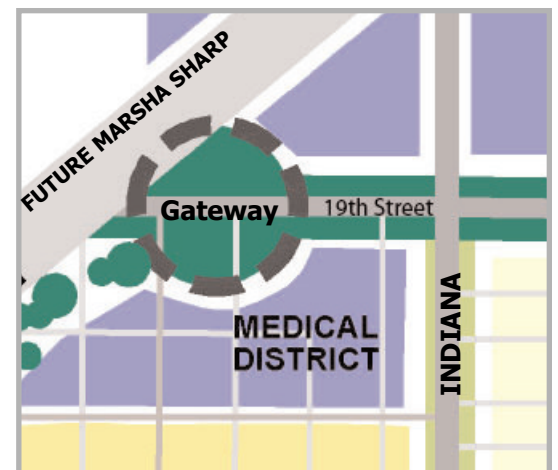 FUTURE MARSHA SHARP
Gateway
19th Street
MEDICAL
DISTRICT
INDIANA